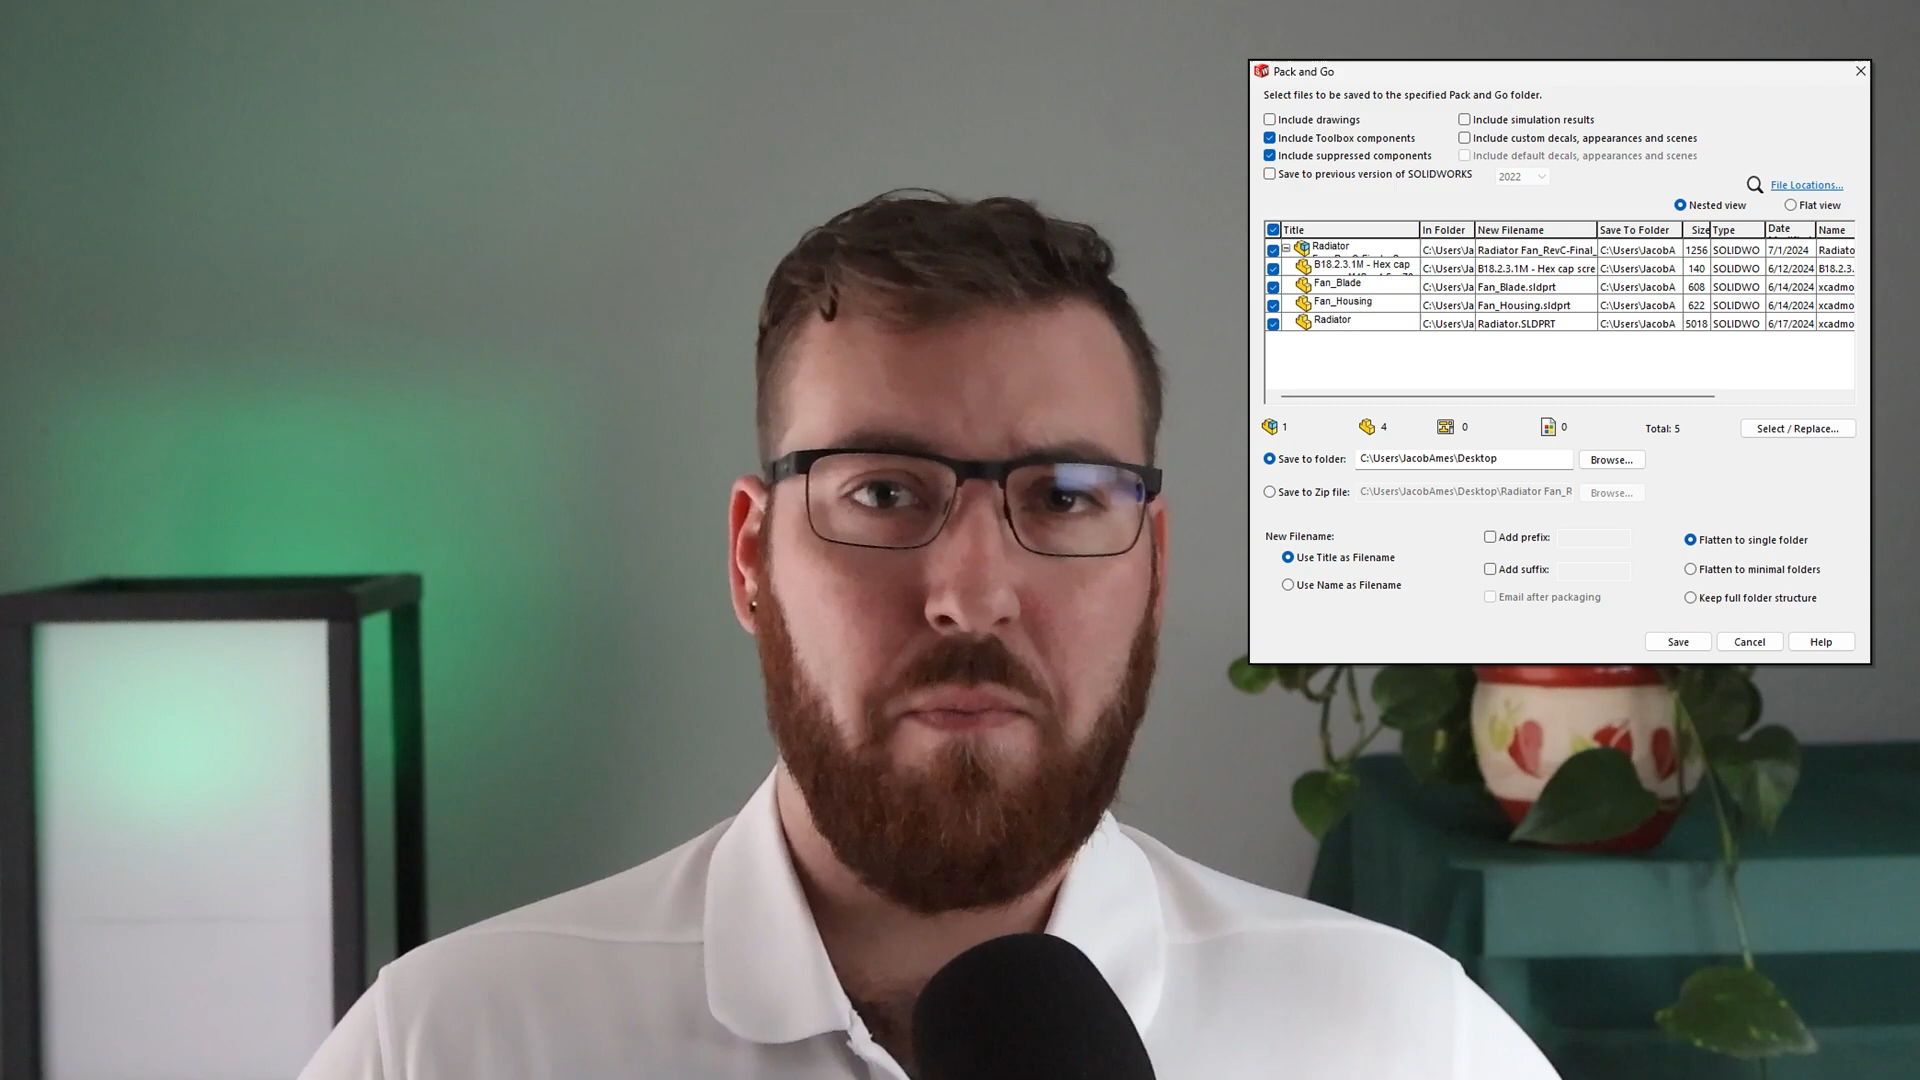 Pack and Go
Select files to be saved to the specified Pack and Go folder.
Include drawings
Include simulation results
Include Toolbox components
Include custom decals, appearances and scenes
Include suppressed components
Include default decals, appearances and scenes
Save to previous version of SOLIDWORKS 2022
File Locations...
Nested view Flat view
Title In Folder New Filename Save To Folder Size Type Date Name
Radiator C:\Users\Ja Radiator Fan_RevC-Final_ C:\Users\JacobA 1256 SOLIDWO 7/1/2024 Radiato
B18.2.3.1M - Hex cap C:\Users\Ja B18.2.3.1M - Hex cap scre C:\Users\JacobA 140 SOLIDWO 6/12/2024 B18.2.3.
Fan_Blade C:\Users\Ja Fan_Blade.sldprt C:\Users\JacobA 608 SOLIDWO 6/14/2024 xcadmo
Fan_Housing C:\Users\Ja Fan_Housing.sldprt C:\Users\JacobA 622 SOLIDWO 6/14/2024 xcadmo
Radiator C:\Users\Ja Radiator.SLDPRT C:\Users\JacobA 5018 SOLIDWO 6/17/2024 xcadmo
1 4 0 0 Total: 5 Select / Replace...
Save to folder: C:\Users\JacobAmes\Desktop Browse...
Save to Zip file: C:\Users\JacobAmes\Desktop\Radiator Fan_R Browse...
New Filename:
Use Title as Filename
Use Name as Filename
Add prefix:
Add suffix:
Email after packaging
Flatten to single folder
Flatten to minimal folders
Keep full folder structure
Save Cancel Help